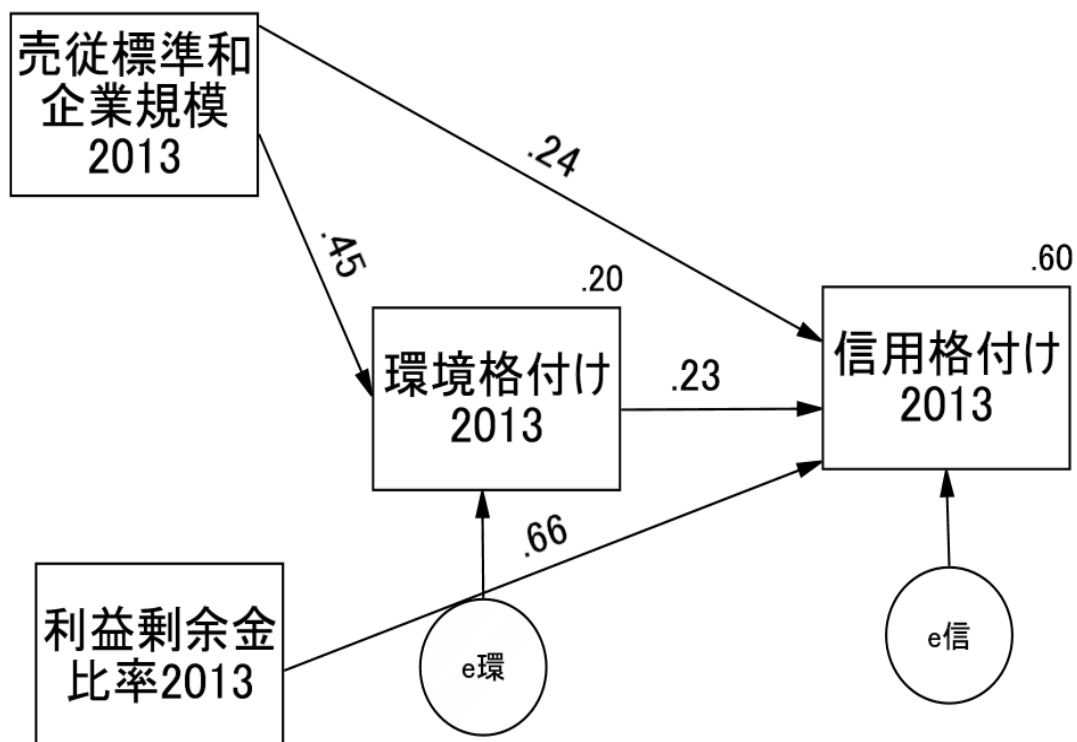 売従標準和
企業規模
2013
.24
.45
.20
.60
環境格付け
2013
.23
信用格付け
2013
.66
利益剰余金
比率2013
e環
e信